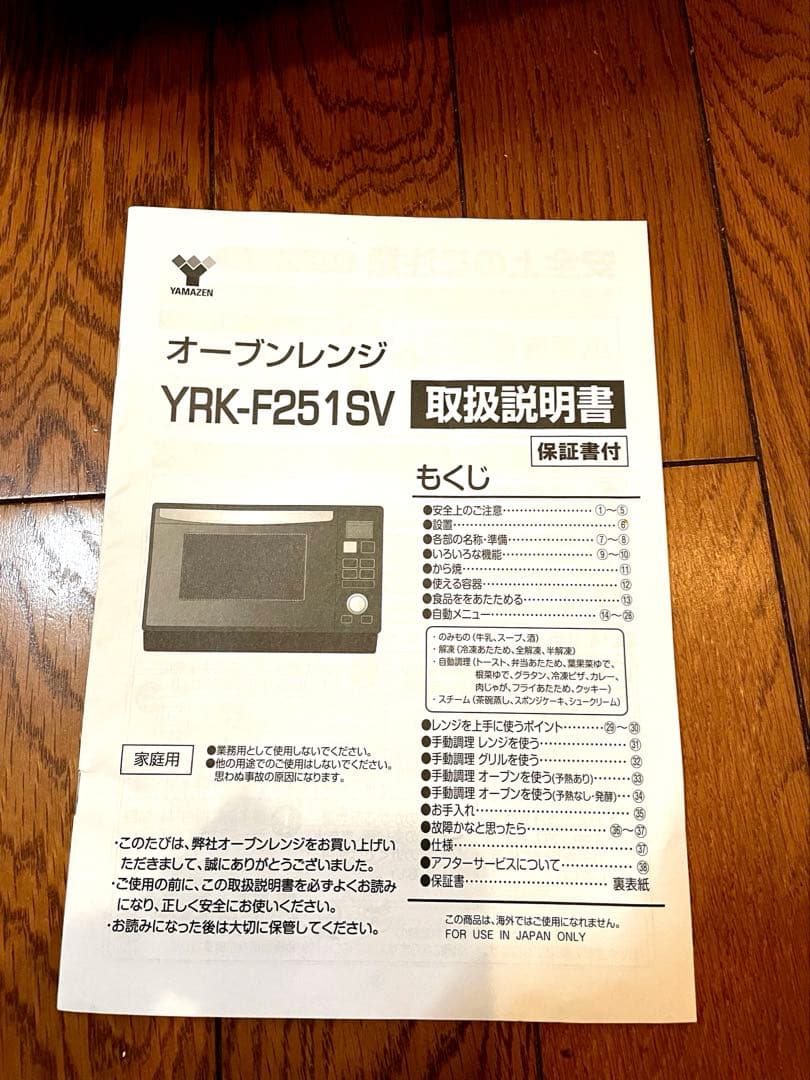 YAMAZEN
オーブンレンジ
YRK-F251SV 取扱説明書
保証書付
もくじ
●安全上のご注意……………………①〜⑤
●設置……………………………………⑥
●各部の名称・準備…………………⑦〜⑧
●いろいろな機能……………………⑨〜⑩
●から焼…………………………………⑪
●使える容器……………………………⑫
●食品ををあたためる…………………⑬
●自動メニュー………………………⑭〜㉘
・のみもの(牛乳、スープ、酒)
・解凍(冷凍あたため、全解凍、半解凍)
・自動調理(トースト、弁当あたため、葉果菜ゆで、
根菜ゆで、グラタン、冷凍ピザ、カレー、
肉じゃが、フライあたため、クッキー)
・スチーム(茶碗蒸し、スポンジケーキ、シュークリーム)
●レンジを上手に使うポイント………㉙〜㉚
●手動調理 レンジを使う………………㉛
●手動調理 グリルを使う………………㉜
●手動調理 オーブンを使う(予熱あり)………㉝
●手動調理 オーブンを使う(予熱なし・発酵)…㉞
●お手入れ………………………………㉟
●故障かなと思ったら………………㊱〜㊲
●仕様……………………………………㊲
●アフターサービスについて……………㊳
●保証書……………………………裏表紙
この商品は、海外ではご使用になれません。
FOR USE IN JAPAN ONLY
家庭用
●業務用として使用しないでください。
●他の用途でのご使用はしないでください。
思わぬ事故の原因になります。
・このたびは、弊社オーブンレンジをお買い上げい
ただきまして、誠にありがとうございました。
・ご使用の前に、この取扱説明書を必ずよくお読み
になり、正しく安全にお使いください。
・お読みになった後は大切に保管してください。